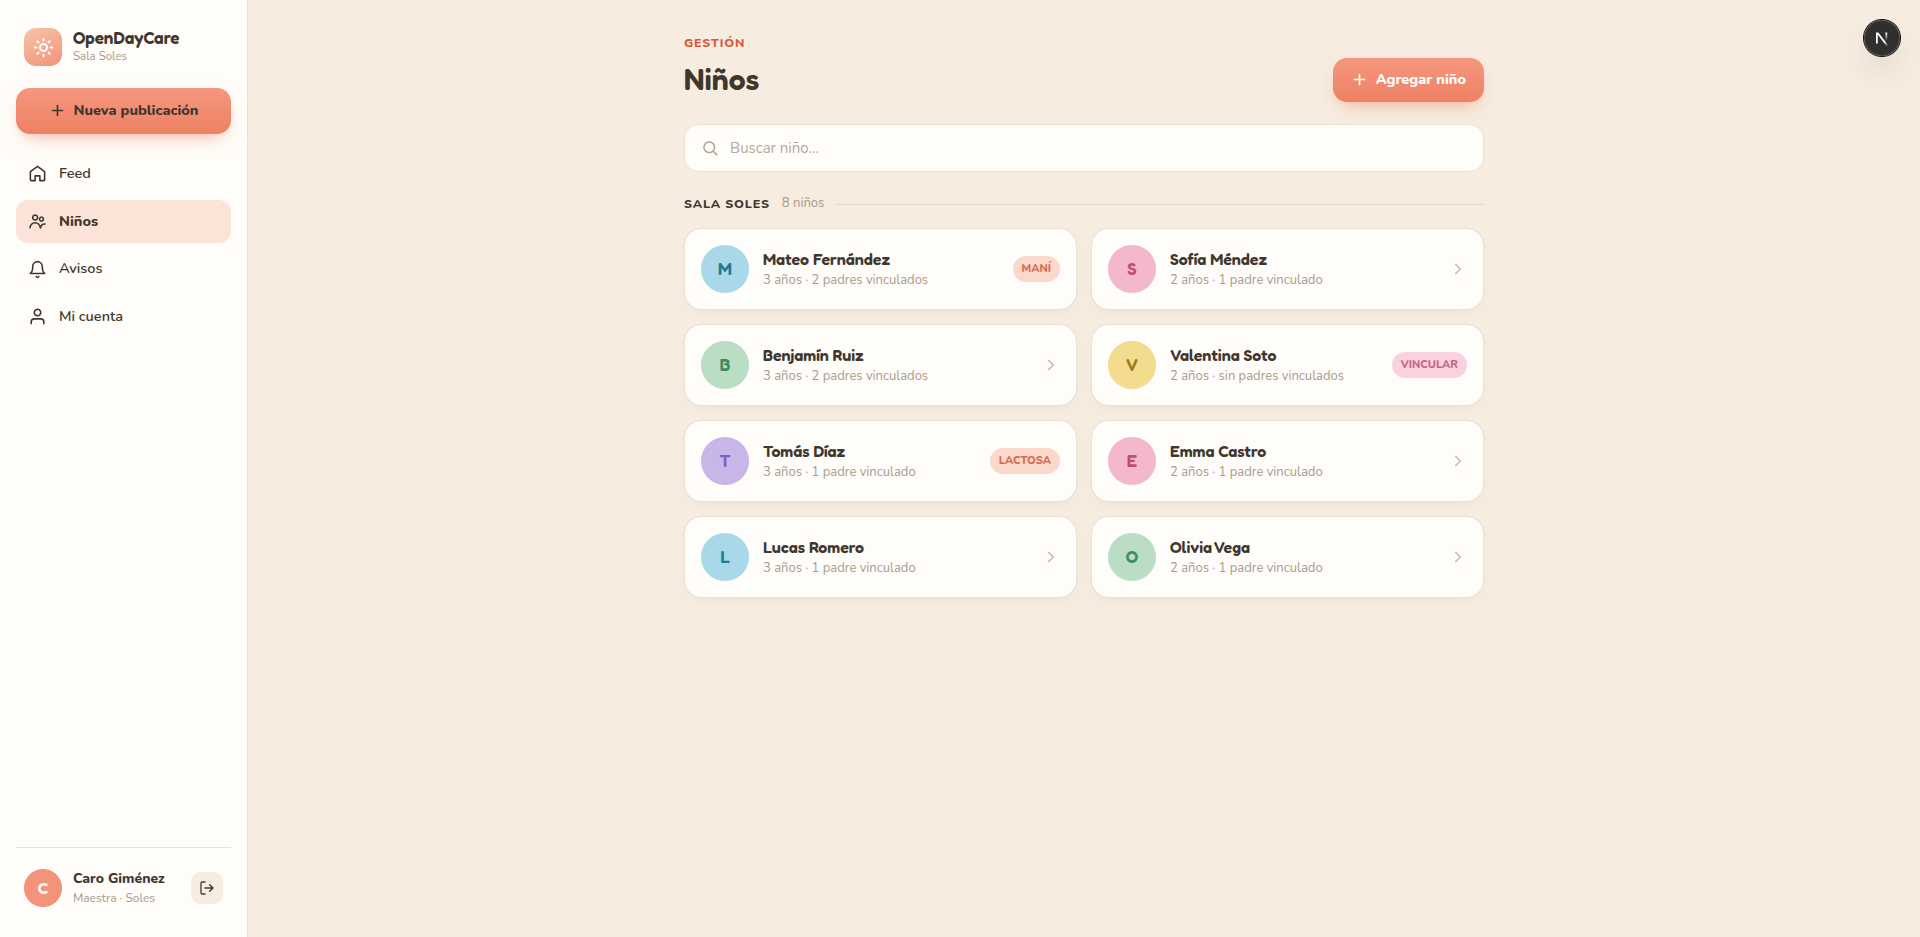 OpenDayCare
Sala Soles
Nueva publicación
Feed
Niños
Avisos
Mi cuenta
Caro Giménez
Maestra · Soles
C
GESTIÓN
Niños
Agregar niño
Buscar niño...
SALA SOLES 8 niños
M
Mateo Fernández
3 años · 2 padres vinculados
MANÍ
S
Sofía Méndez
2 años · 1 padre vinculado
B
Benjamín Ruiz
3 años · 2 padres vinculados
V
Valentina Soto
2 años · sin padres vinculados
VINCULAR
T
Tomás Díaz
3 años · 1 padre vinculado
LACTOSA
E
Emma Castro
2 años · 1 padre vinculado
L
Lucas Romero
3 años · 1 padre vinculado
O
Olivia Vega
2 años · 1 padre vinculado
N